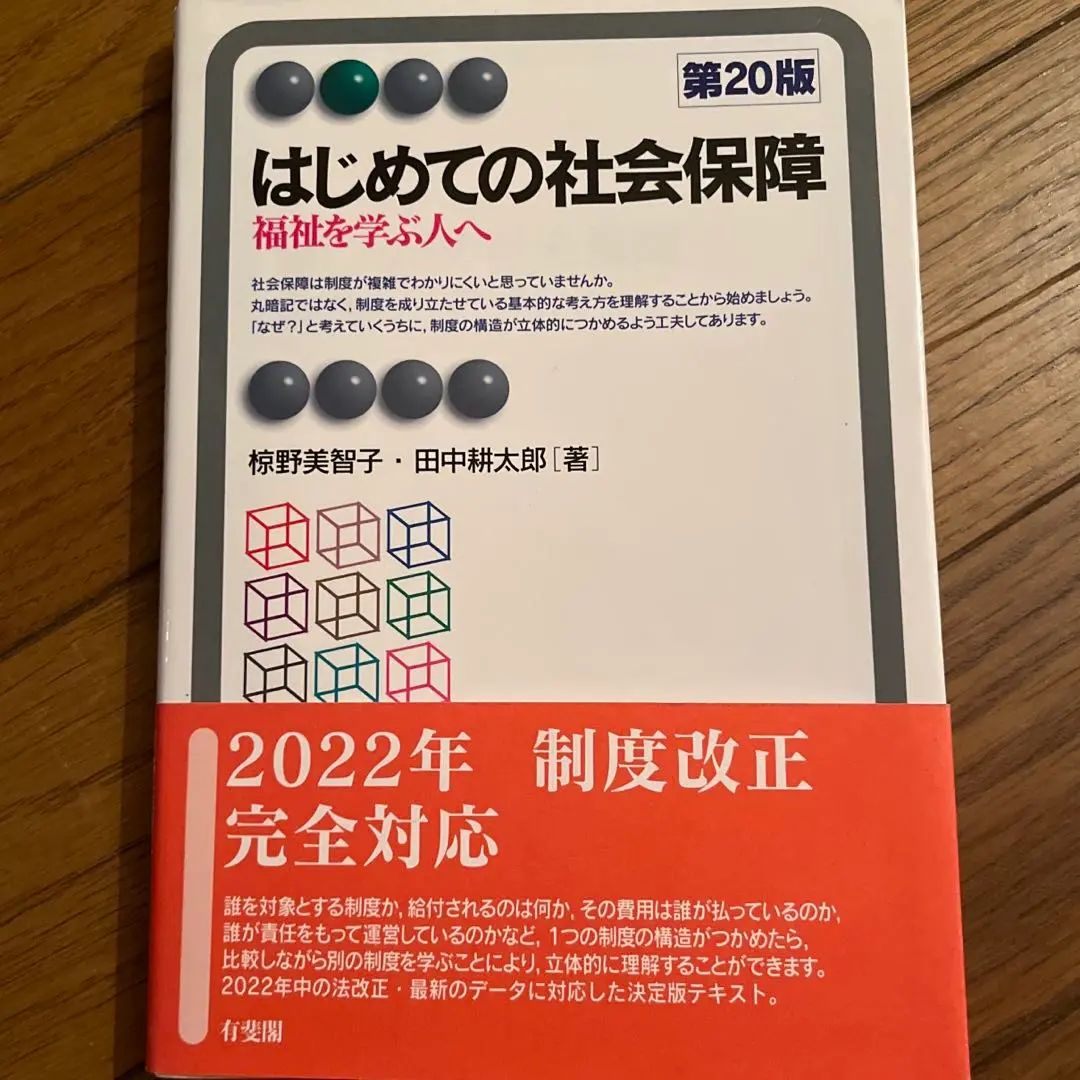 第20版
はじめての社会保障
福祉を学ぶ人へ
社会保障は制度が複雑でわかりにくいと思っていませんか。
丸暗記ではなく,制度を成り立たせている基本的な考え方を理解することから始めましょう。
「なぜ？」と考えていくうちに,制度の構造が立体的につかめるよう工夫してあります。
椋野美智子・田中耕太郎［著］
2022年　制度改正
完全対応
誰を対象とする制度か,給付されるのは何か,その費用は誰が払っているのか,
誰が責任をもって運営しているのかなど,1つの制度の構造がつかめたら,
比較しながら別の制度を学ぶことにより,立体的に理解することができます。
2022年中の法改正・最新のデータに対応した決定版テキスト。
有斐閣